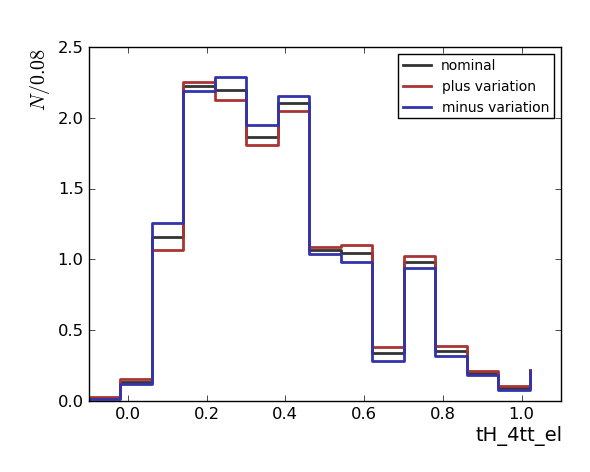 N/0.08
2.5
2.0
1.5
1.0
0.5
0.0
nominal
plus variation
minus variation
0.0 0.2 0.4 0.6 0.8 1.0
tH_4tt_el